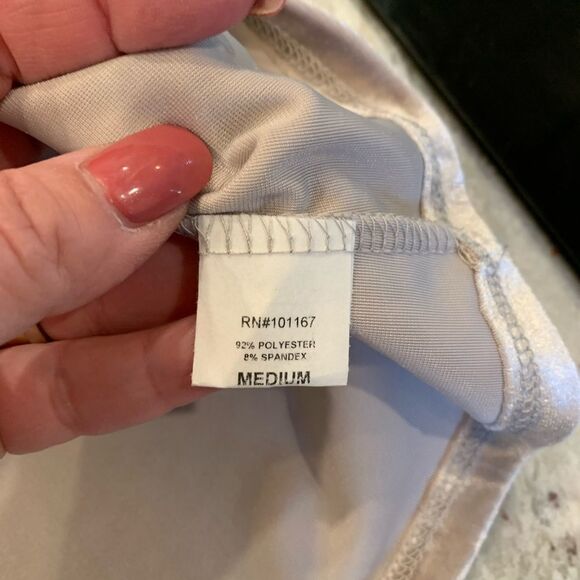 RN#101167
92% POLYESTER
8% SPANDEX
MEDIUM